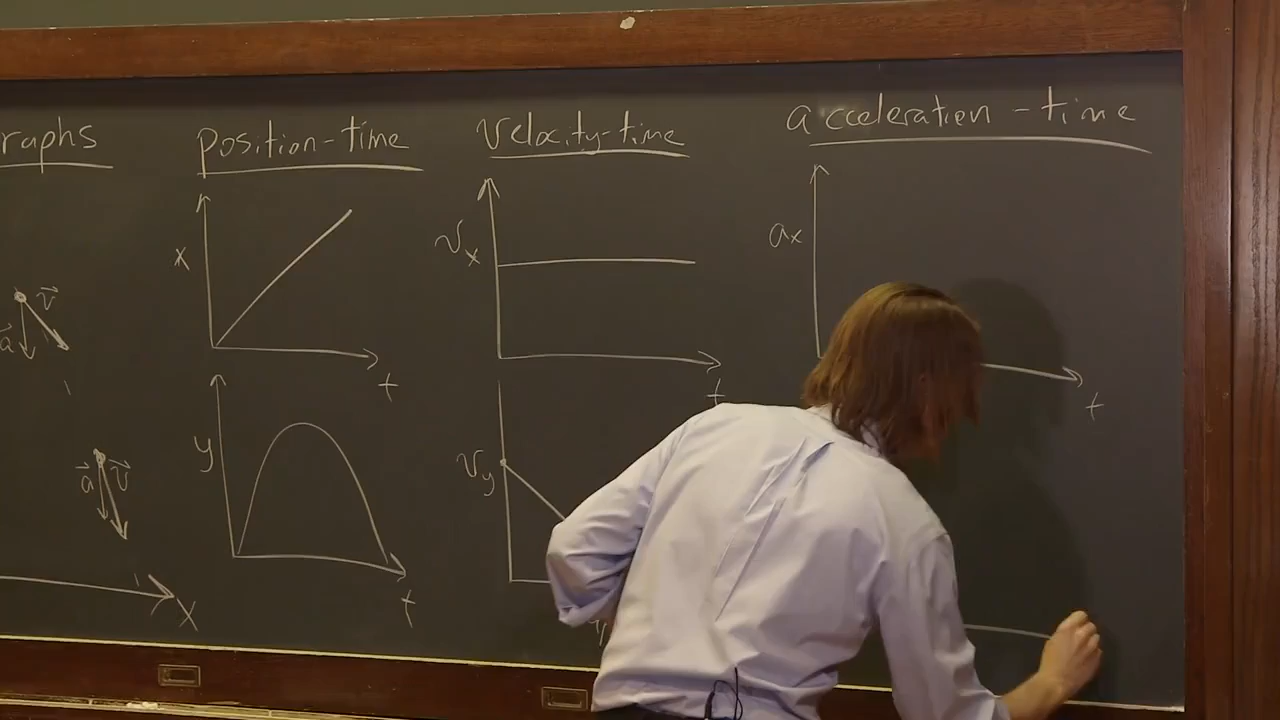 raphs
position-time
velocity-time
acceleration-time
x
t
vx
t
ax
t
v
a
y
t
vy
a
v
x